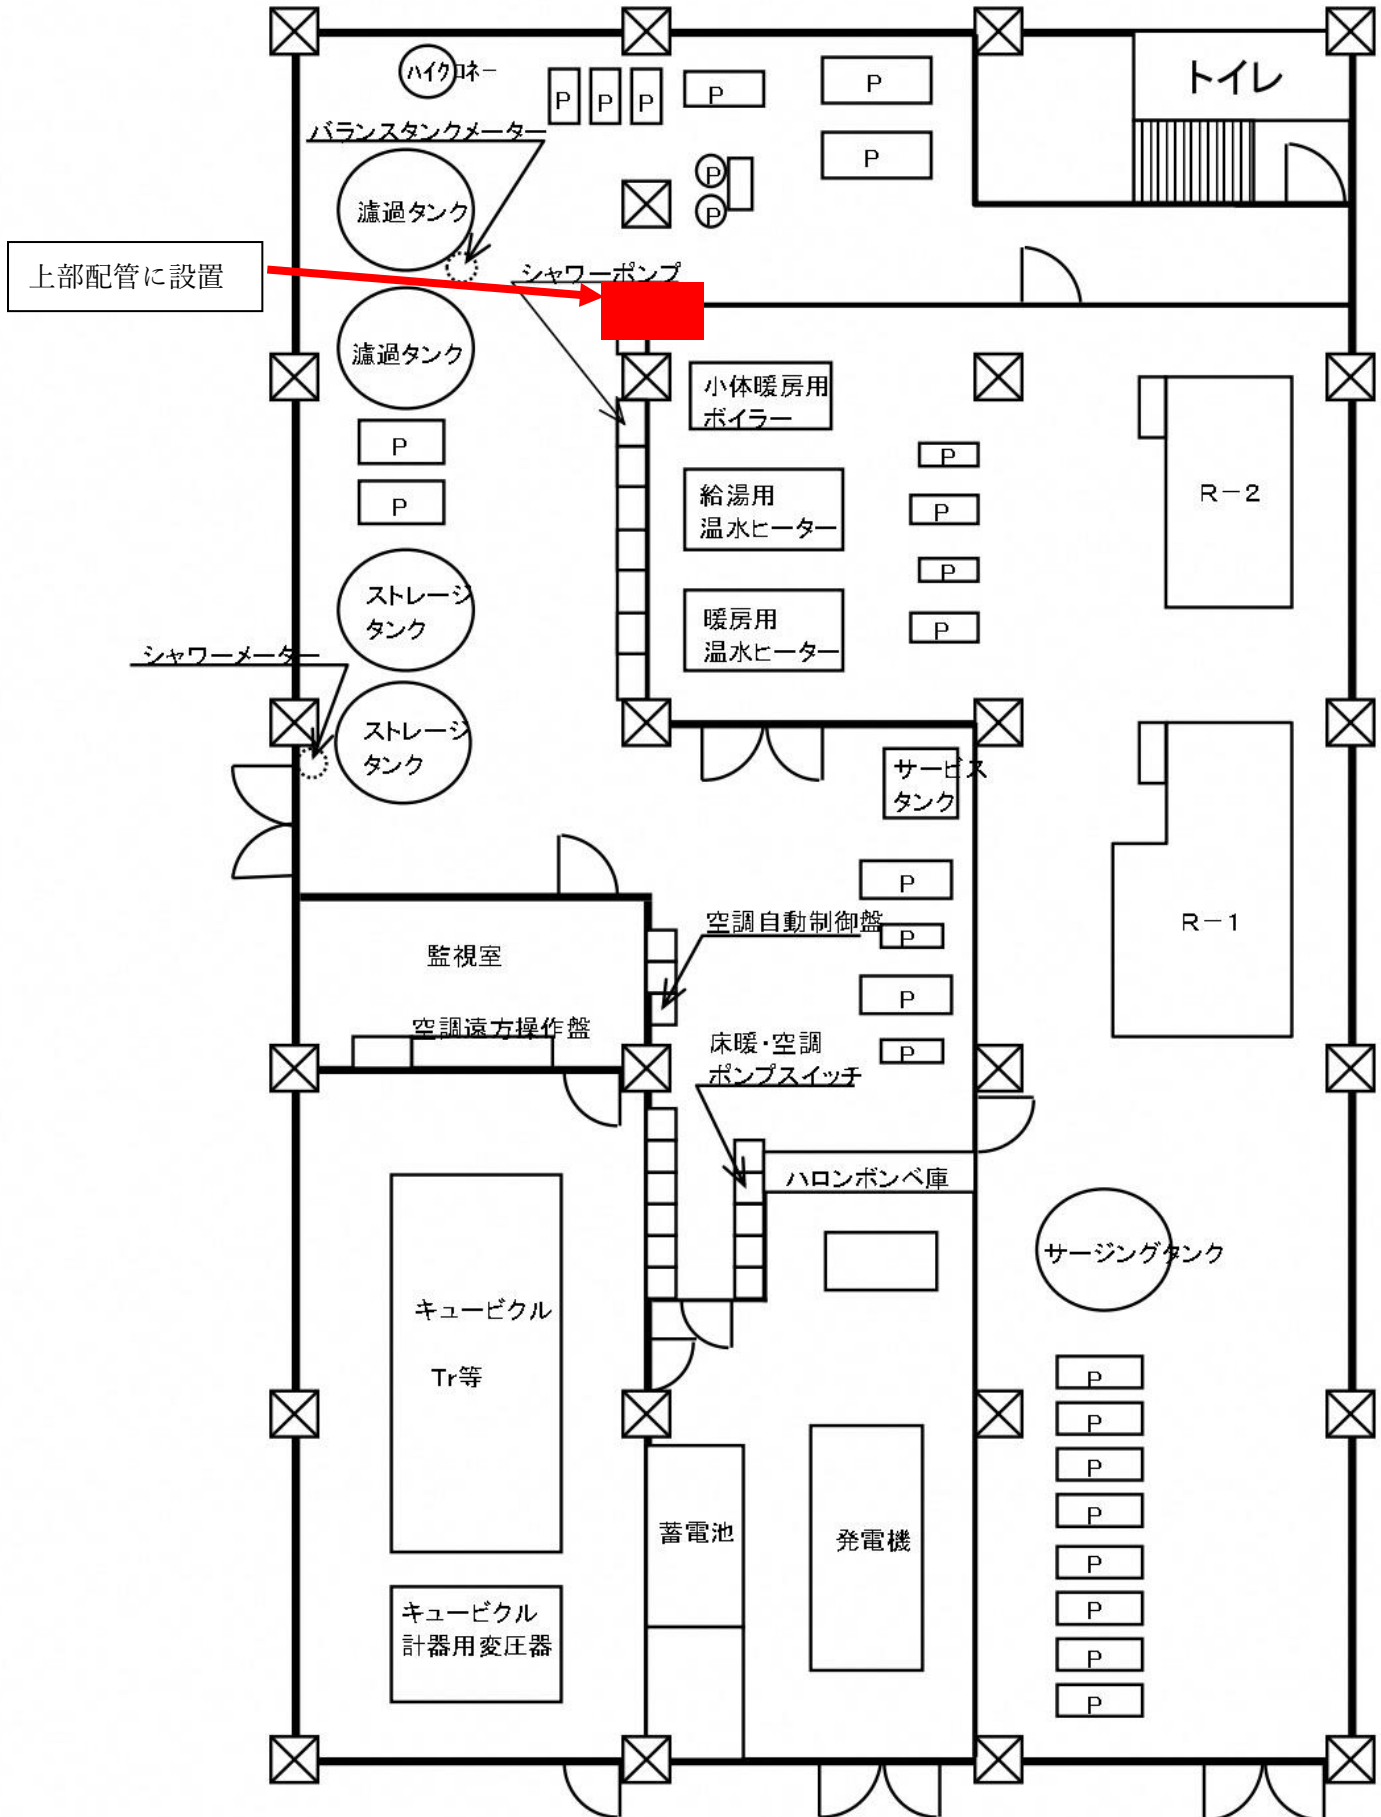 ハイクロネー
トイレ
P
P
P
P
P
バランスタンクメーター
P
P
P
濾過タンク
上部配管に設置
シャワーポンプ
濾過タンク
小体暖房用
ボイラー
P
P
給湯用
温水ヒーター
P
R－2
P
P
ストレージ
タンク
暖房用
温水ヒーター
P
シャワーメーター
ストレージ
タンク
サービス
タンク
P
空調自動制御盤
P
R－1
監視室
P
空調遠方操作盤
床暖・空調
ポンプスイッチ
P
ハロンボンベ庫
サージングタンク
キュービクル
Tr等
P
P
P
P
蓄電池
発電機
P
P
キュービクル
計器用変圧器
P
P